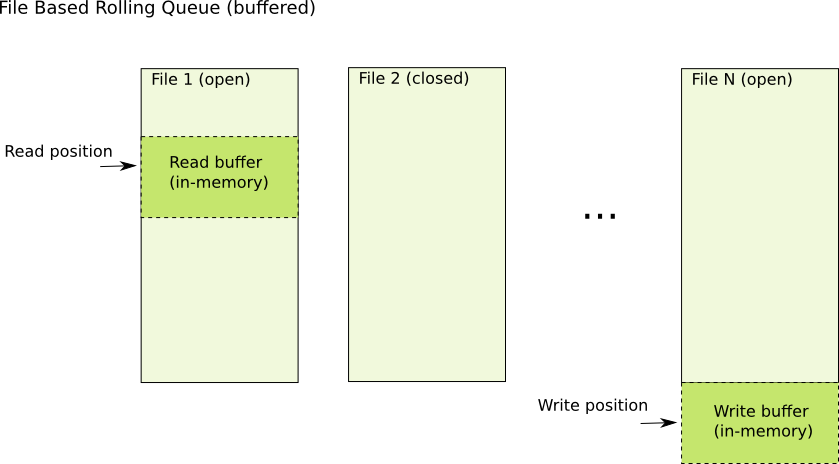 File Based Rolling Queue (buffered)
File 1 (open)
File 2 (closed)
File N (open)
Read position
Read buffer
(in-memory)
...
Write position
Write buffer
(in-memory)